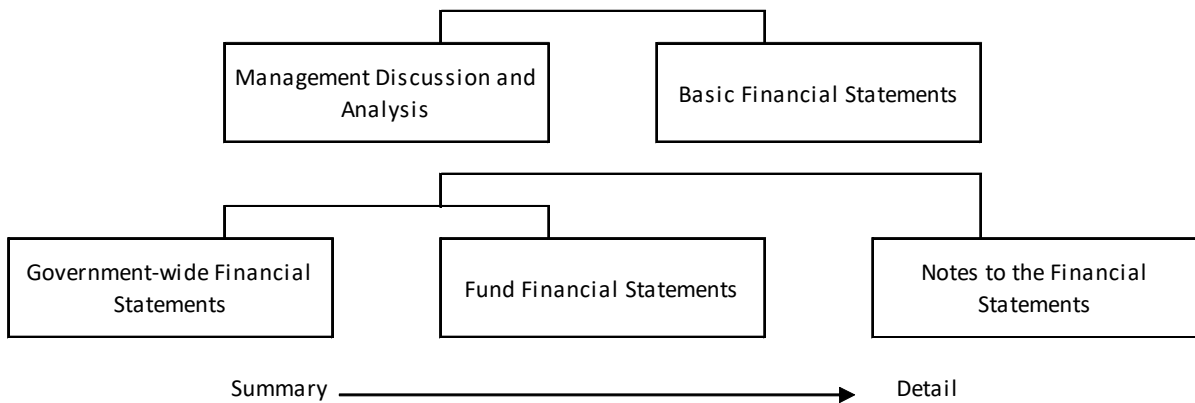 Management Discussion and
Analysis
Basic Financial Statements
Government-wide Financial
Statements
Fund Financial Statements
Notes to the Financial
Statements
Summary
Detail